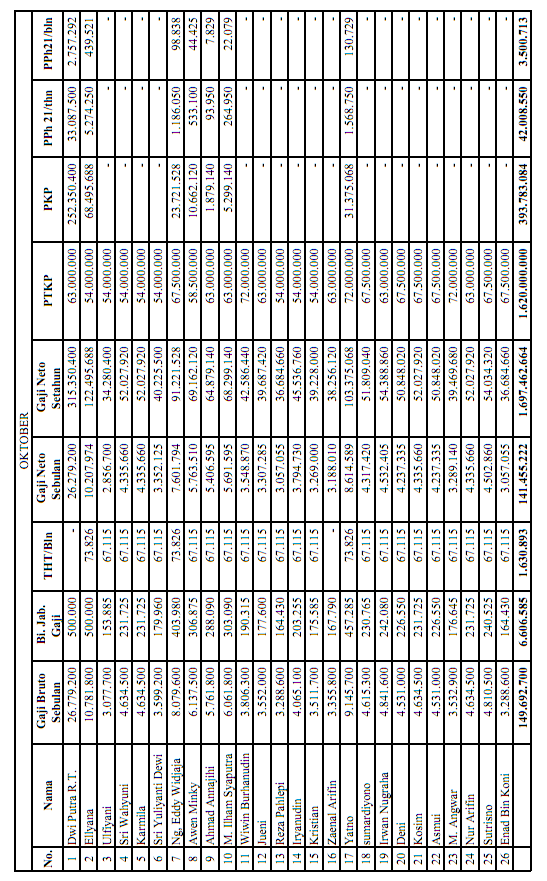 OKTOBER
No. Nama Gaji Bruto Sebulan Bi. Jab. Gaji THT/Bln Gaji Neto Sebulan Gaji Neto Setahun PTKP PKP PPh 21/thn PPh21/bln
1 Dwi Putra R.T. 26.779.200 500.000 - 26.279.200 315.350.400 63.000.000 252.350.400 33.087.500 2.757.292
2 Ellyana 10.781.800 500.000 73.826 10.207.974 122.495.688 54.000.000 68.495.688 5.274.250 439.521
3 Ulfiyani 3.077.700 153.885 67.115 2.856.700 34.280.400 54.000.000 - - -
4 Sri Wahyuni 4.634.500 231.725 67.115 4.335.660 52.027.920 54.000.000 - - -
5 Karmila 4.634.500 231.725 67.115 4.335.660 52.027.920 54.000.000 - - -
6 Sri Yuliyanti Dewi 3.599.200 179.960 67.115 3.352.125 40.225.500 54.000.000 - - -
7 Ng. Eddy Widjaja 8.079.600 403.980 73.826 7.601.794 91.221.528 67.500.000 23.721.528 1.186.050 98.838
8 Awen Minky 6.137.500 306.875 67.115 5.763.510 69.162.120 58.500.000 10.662.120 533.100 44.425
9 Ahmad Annajihi 5.761.800 288.090 67.115 5.406.595 64.879.140 63.000.000 1.879.140 93.950 7.829
10 M. Ilham Syaputra 6.061.800 303.090 67.115 5.691.595 68.299.140 63.000.000 5.299.140 264.950 22.079
11 Wiwin Burhanudin 3.806.300 190.315 67.115 3.548.870 42.586.440 72.000.000 - - -
12 Jueni 3.552.000 177.600 67.115 3.307.285 39.687.420 63.000.000 - - -
13 Reza Pahlepi 3.288.600 164.430 67.115 3.057.055 36.684.660 54.000.000 - - -
14 Iryanudin 4.065.100 203.255 67.115 3.794.730 45.536.760 54.000.000 - - -
15 Kristian 3.511.700 175.585 67.115 3.269.000 39.228.000 54.000.000 - - -
16 Zaenal Arifin 3.355.800 167.790 - 3.188.010 38.256.120 63.000.000 - - -
17 Yatno 9.145.700 457.285 73.826 8.614.589 103.375.068 72.000.000 31.375.068 1.568.750 130.729
18 sumardiyono 4.615.300 230.765 67.115 4.317.420 51.809.040 67.500.000 - - -
19 Irwan Nugraha 4.841.600 242.080 67.115 4.532.405 54.388.860 63.000.000 - - -
20 Deni 4.531.000 226.550 67.115 4.237.335 50.848.020 67.500.000 - - -
21 Kosim 4.634.500 231.725 67.115 4.335.660 52.027.920 67.500.000 - - -
22 Asmui 4.531.000 226.550 67.115 4.237.335 50.848.020 67.500.000 - - -
23 M. Angwar 3.532.900 176.645 67.115 3.289.140 39.469.680 72.000.000 - - -
24 Nur Arifin 4.634.500 231.725 67.115 4.335.660 52.027.920 63.000.000 - - -
25 Sutrisno 4.810.500 240.525 67.115 4.502.860 54.034.320 67.500.000 - - -
26 Enad Bin Koni 3.288.600 164.430 67.115 3.057.055 36.684.660 67.500.000 - - -
149.692.700 6.606.585 1.630.893 141.455.222 1.697.462.664 1.620.000.000 393.783.084 42.008.550 3.500.713